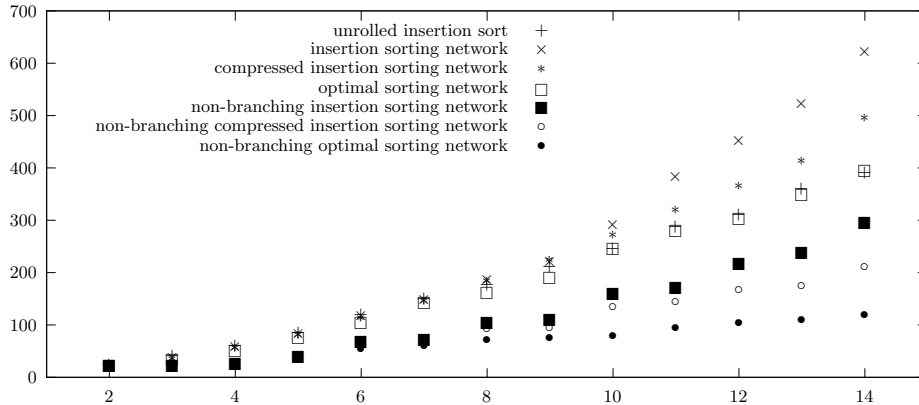 700
600
500
400
300
200
100
0
unrolled insertion sort
insertion sorting network
compressed insertion sorting network
optimal sorting network
non-branching insertion sorting network
non-branching compressed insertion sorting network
non-branching optimal sorting network
2 4 6 8 10 12 14